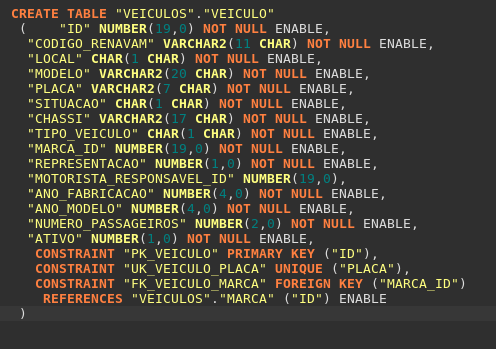 CREATE TABLE "VEICULOS"."VEICULO"
(    "ID" NUMBER(19,0) NOT NULL ENABLE,
"CODIGO_RENAVAM" VARCHAR2(11 CHAR) NOT NULL ENABLE,
"LOCAL" CHAR(1 CHAR) NOT NULL ENABLE,
"MODELO" VARCHAR2(20 CHAR) NOT NULL ENABLE,
"PLACA" VARCHAR2(7 CHAR) NOT NULL ENABLE,
"SITUACAO" CHAR(1 CHAR) NOT NULL ENABLE,
"CHASSI" VARCHAR2(17 CHAR) NOT NULL ENABLE,
"TIPO_VEICULO" CHAR(1 CHAR) NOT NULL ENABLE,
"MARCA_ID" NUMBER(19,0) NOT NULL ENABLE,
"REPRESENTACAO" NUMBER(1,0) NOT NULL ENABLE,
"MOTORISTA_RESPONSAVEL_ID" NUMBER(19,0),
"ANO_FABRICACAO" NUMBER(4,0) NOT NULL ENABLE,
"ANO_MODELO" NUMBER(4,0) NOT NULL ENABLE,
"NUMERO_PASSAGEIROS" NUMBER(2,0) NOT NULL ENABLE,
"ATIVO" NUMBER(1,0) NOT NULL ENABLE,
CONSTRAINT "PK_VEICULO" PRIMARY KEY ("ID"),
CONSTRAINT "UK_VEICULO_PLACA" UNIQUE ("PLACA"),
CONSTRAINT "FK_VEICULO_MARCA" FOREIGN KEY ("MARCA_ID")
REFERENCES "VEICULOS"."MARCA" ("ID") ENABLE
)